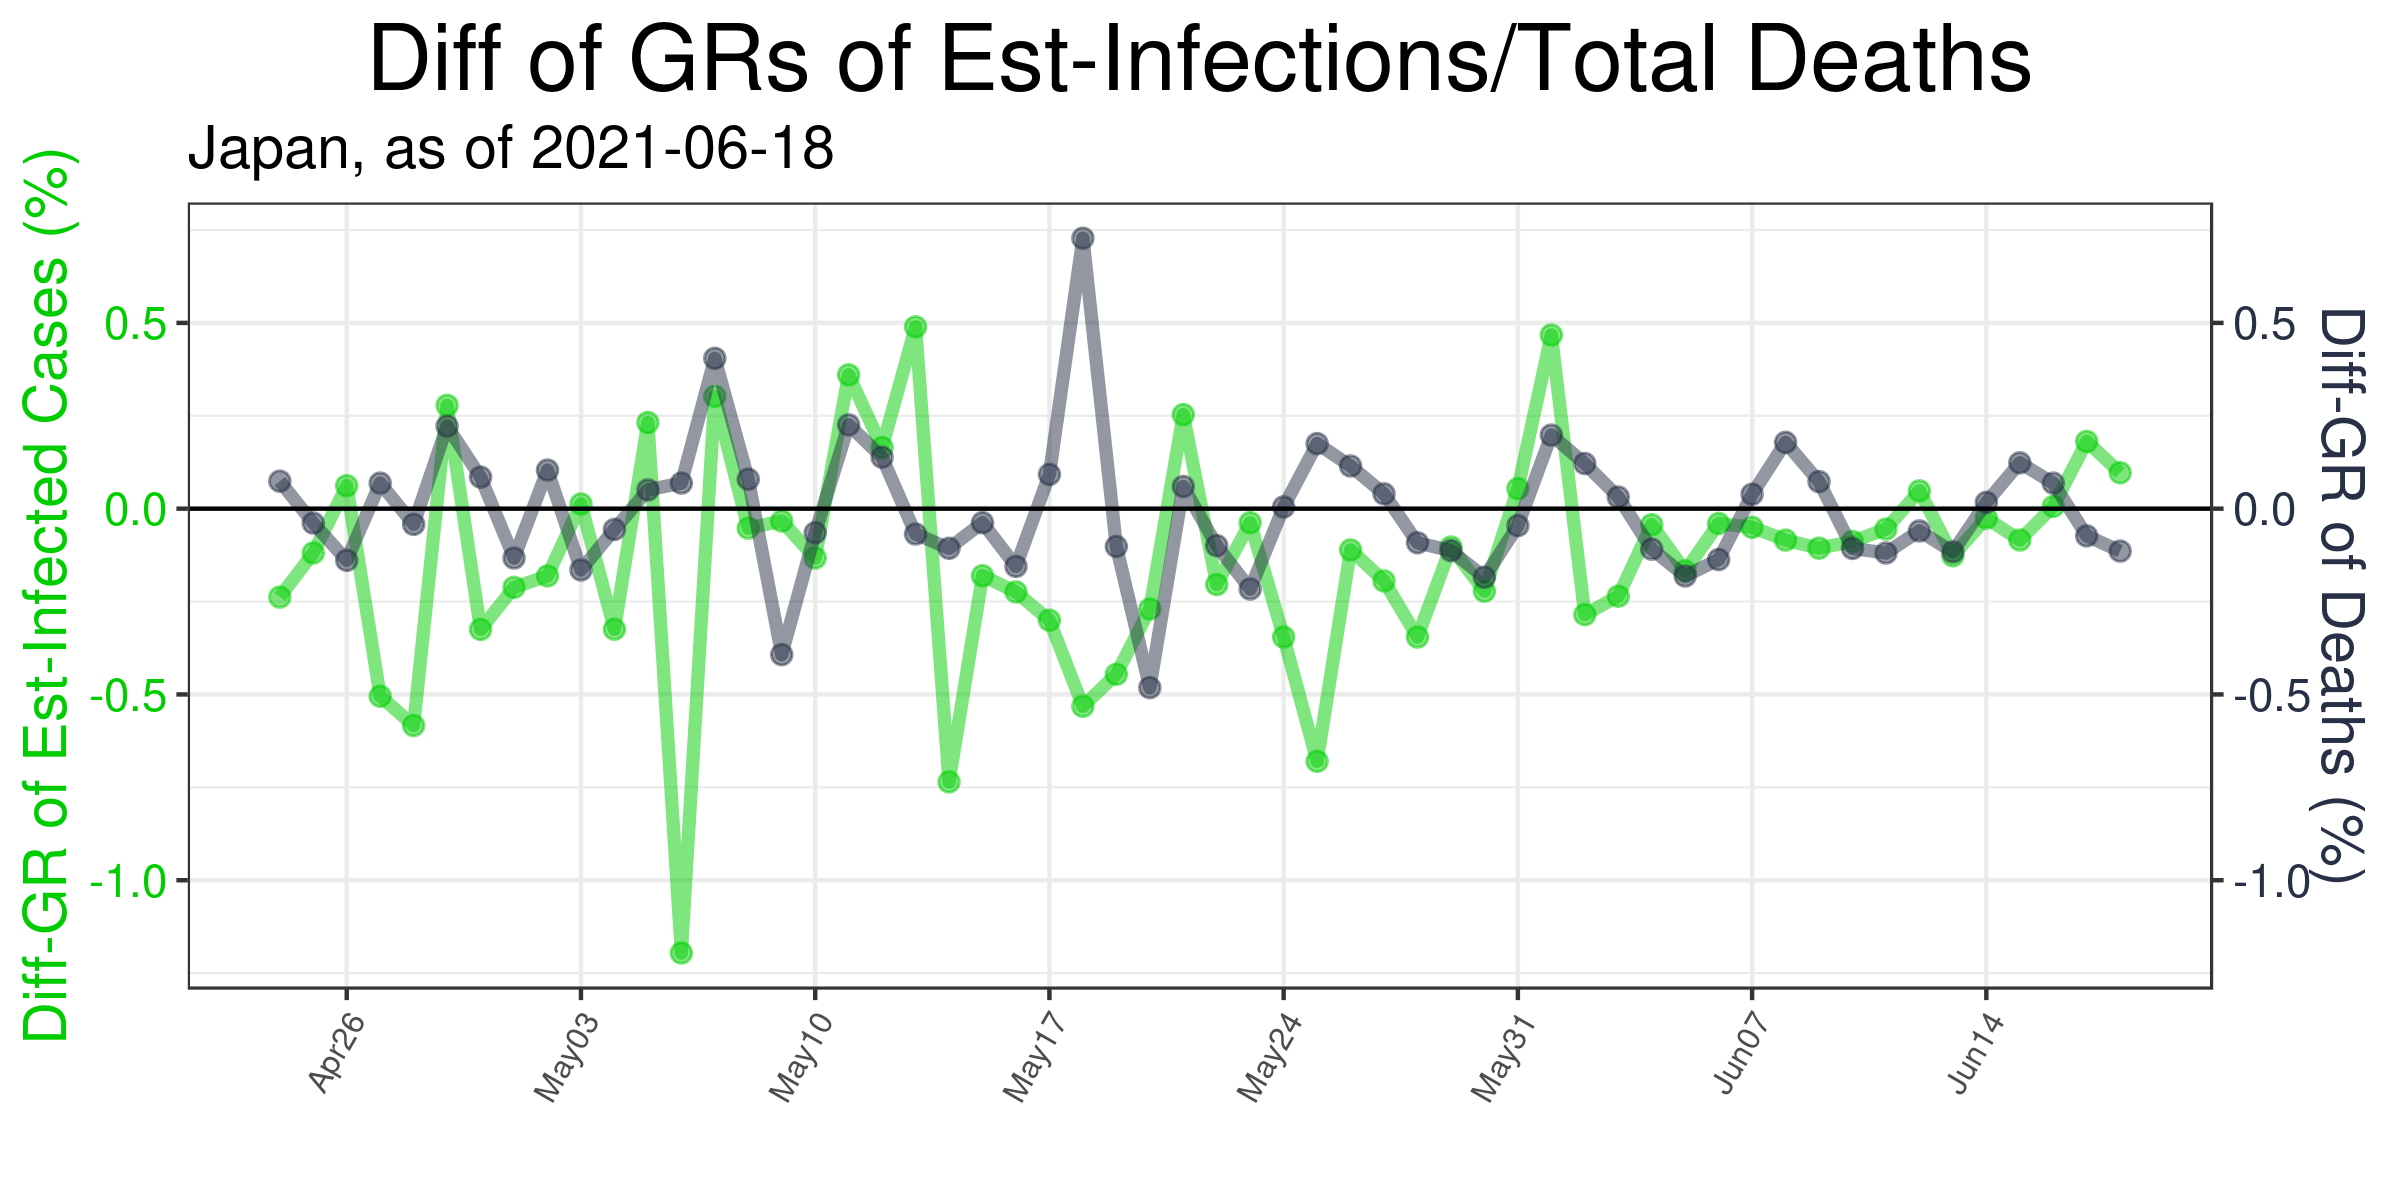 Diff of GRs of Est-Infections/Total Deaths
Japan, as of 2021-06-18
Diff-GR of Est-Infected Cases (%)
0.5
0.0
-0.5
-1.0
0.5
0.0
-0.5
-1.0
Diff-GR of Deaths (%)
Apr26
May03
May10
May17
May24
May31
Jun07
Jun14